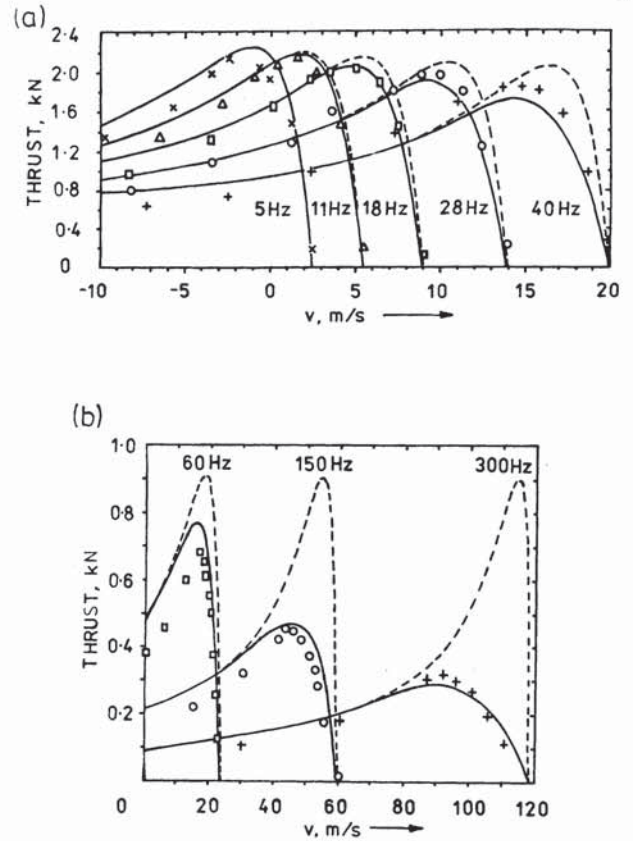 (a)
THRUST, kN
2·4
2·0
1·6
1·2
0·8
0·4
0
5Hz 11Hz 18Hz 28Hz 40Hz
-10 -5 0 5 10 15 20
v, m/s
(b)
THRUST, kN
1.0
0·8
0·6
0·4
0·2
60Hz 150Hz 300Hz
0 20 40 60 80 100 120
v, m/s